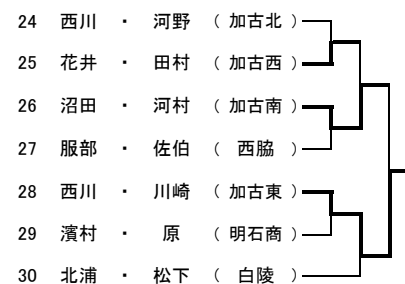 24 西川 ・ 河野 （ 加古北 ）
25 花井 ・ 田村 （ 加古西 ）
26 沼田 ・ 河村 （ 加古南 ）
27 服部 ・ 佐伯 （ 西脇 ）
28 西川 ・ 川崎 （ 加古東 ）
29 濱村 ・ 原 （ 明石商 ）
30 北浦 ・ 松下 （ 白陵 ）